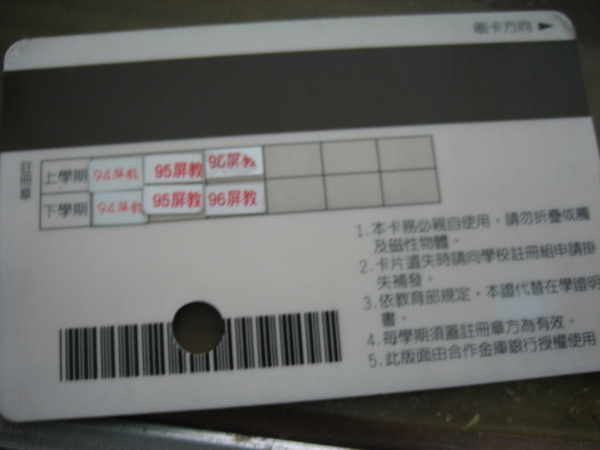 刷卡方向 ►
註冊章
上學期 94屏教 95屏教 96屏教
下學期 94屏教 95屏教 96屏教
1.本卡務必親自使用，請勿折疊或觸
及磁性物體。
2.卡片遺失時請向學校註冊組申請掛
失補發。
3.依教育部規定，本證代替在學證明
書。
4.每學期須蓋註冊章方為有效。
5.此版面由合作金庫銀行授權使用